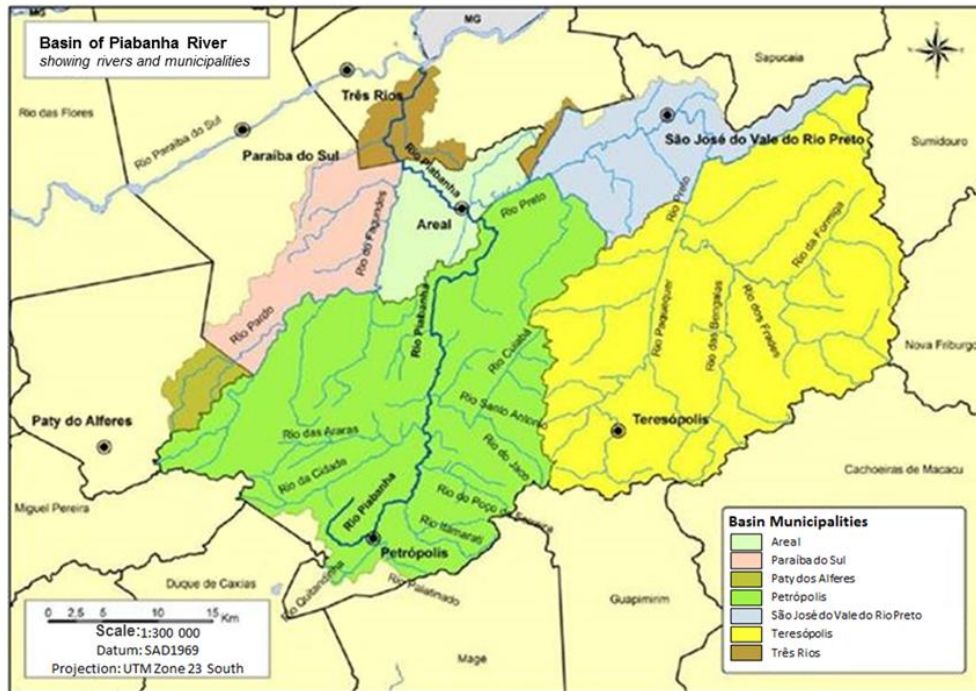 MG
MG
Basin of Piabanha River
showing rivers and municipalities
Sapucaia
Três Rios
Rio das Flores
Rio Paraíba do Sul
São José do Vale do Rio Preto
Sumidouro
Paraíba do Sul
Rio Piabanha
Rio Preto
Rio Preto
Rio do Fagundes
Areal
Rio da Formiga
Rio Piabanha
Rio Paquequer
Rio das Bengalas
Rio dos Frades
Rio Pardo
Rio Cuiabá
Nova Friburgo
Paty do Alferes
Rio Santo Antonio
Teresópolis
Rio das Araras
Rio do Jacó
Cachoeiras de Macacu
Rio da Cidade
Miguel Pereira
Rio Piabanha
Rio do Poço do
Rio Itamarati
Petrópolis
Duque de Caxias
Rio Quitandinha
Rio Palatinado
Guapimirim
Magé
0 2.5 5 10 15 Km
Scale:1:300 000
Datum: SAD1969
Projection: UTM Zone 23 South
Basin Municipalities
Areal
Paraíba do Sul
Paty dos Alferes
Petrópolis
São José do Vale do Rio Preto
Teresópolis
Três Rios